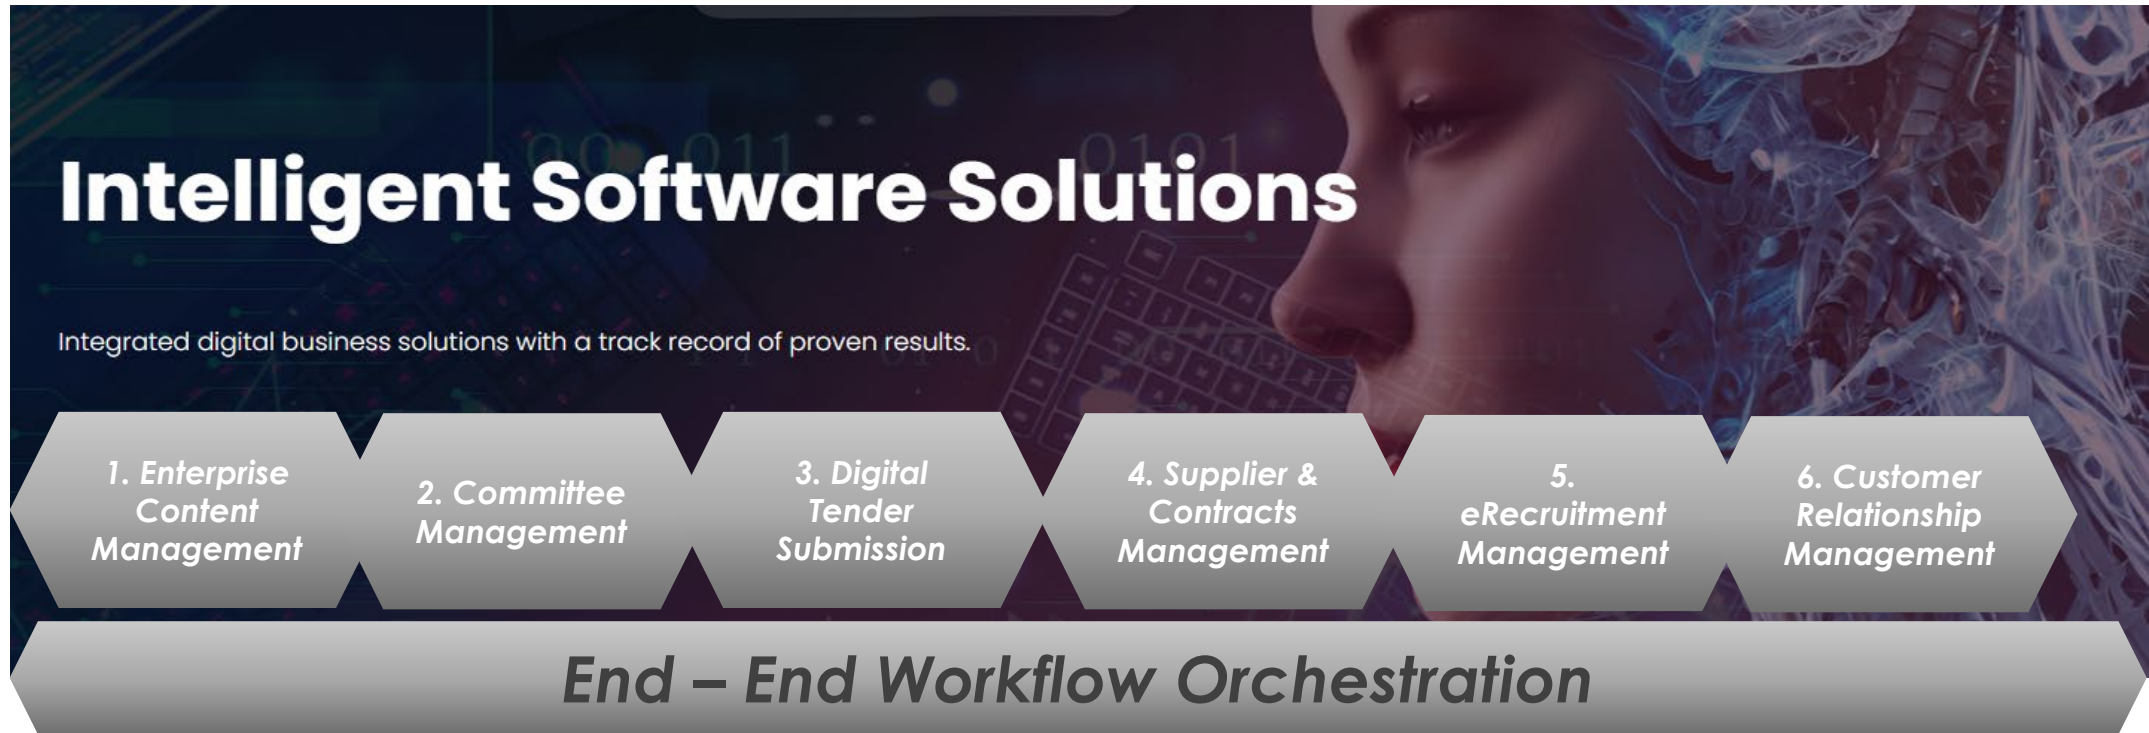 Intelligent Software Solutions
Integrated digital business solutions with a track record of proven results.
1. Enterprise
Content
Management
2. Committee
Management
3. Digital
Tender
Submission
4. Supplier &
Contracts
Management
5.
eRecruitment
Management
6. Customer
Relationship
Management
End – End Workflow Orchestration